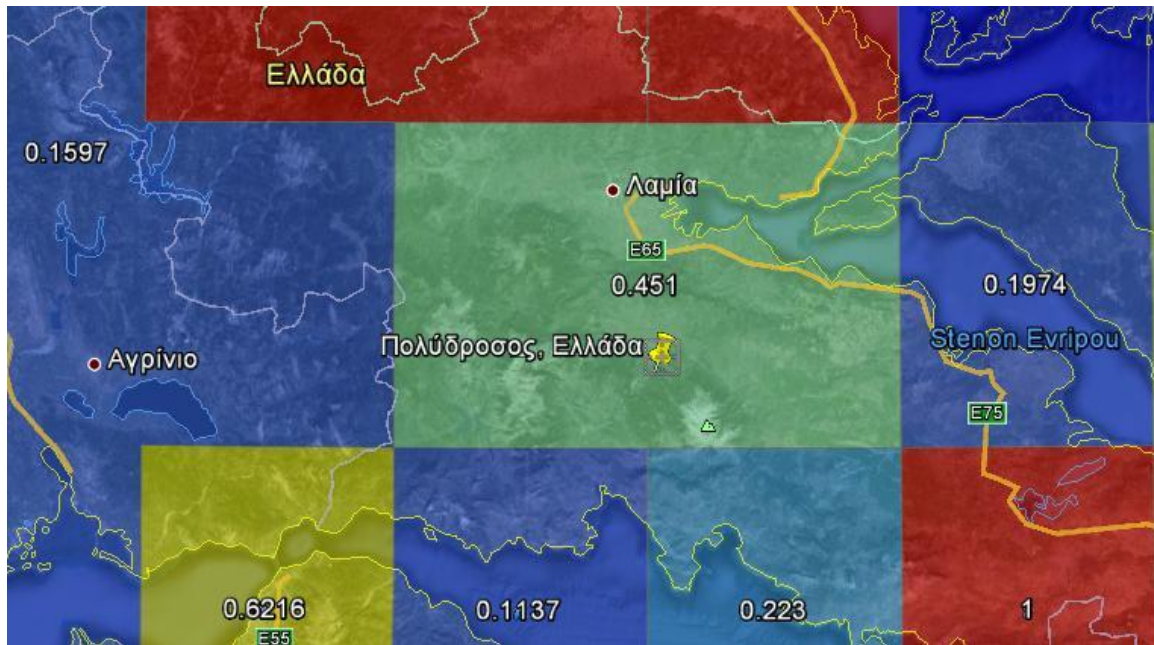 Ελλάδα
0.1597
Λαμία
E65
0.451
0.1974
Πολύδροσος, Ελλάδα
Stenon Evripou
Αγρίνιο
E75
0.6216
0.1137
0.223
1
E55